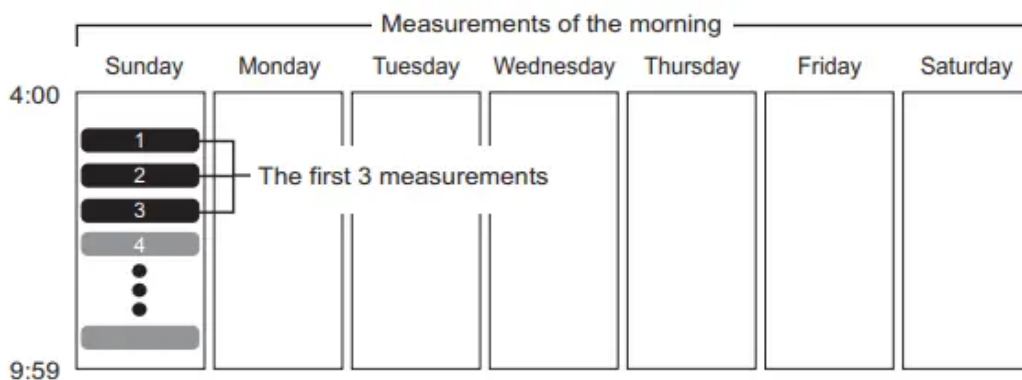 Measurements of the morning
Sunday Monday Tuesday Wednesday Thursday Friday Saturday
4:00
1
2
The first 3 measurements
3
4
9:59